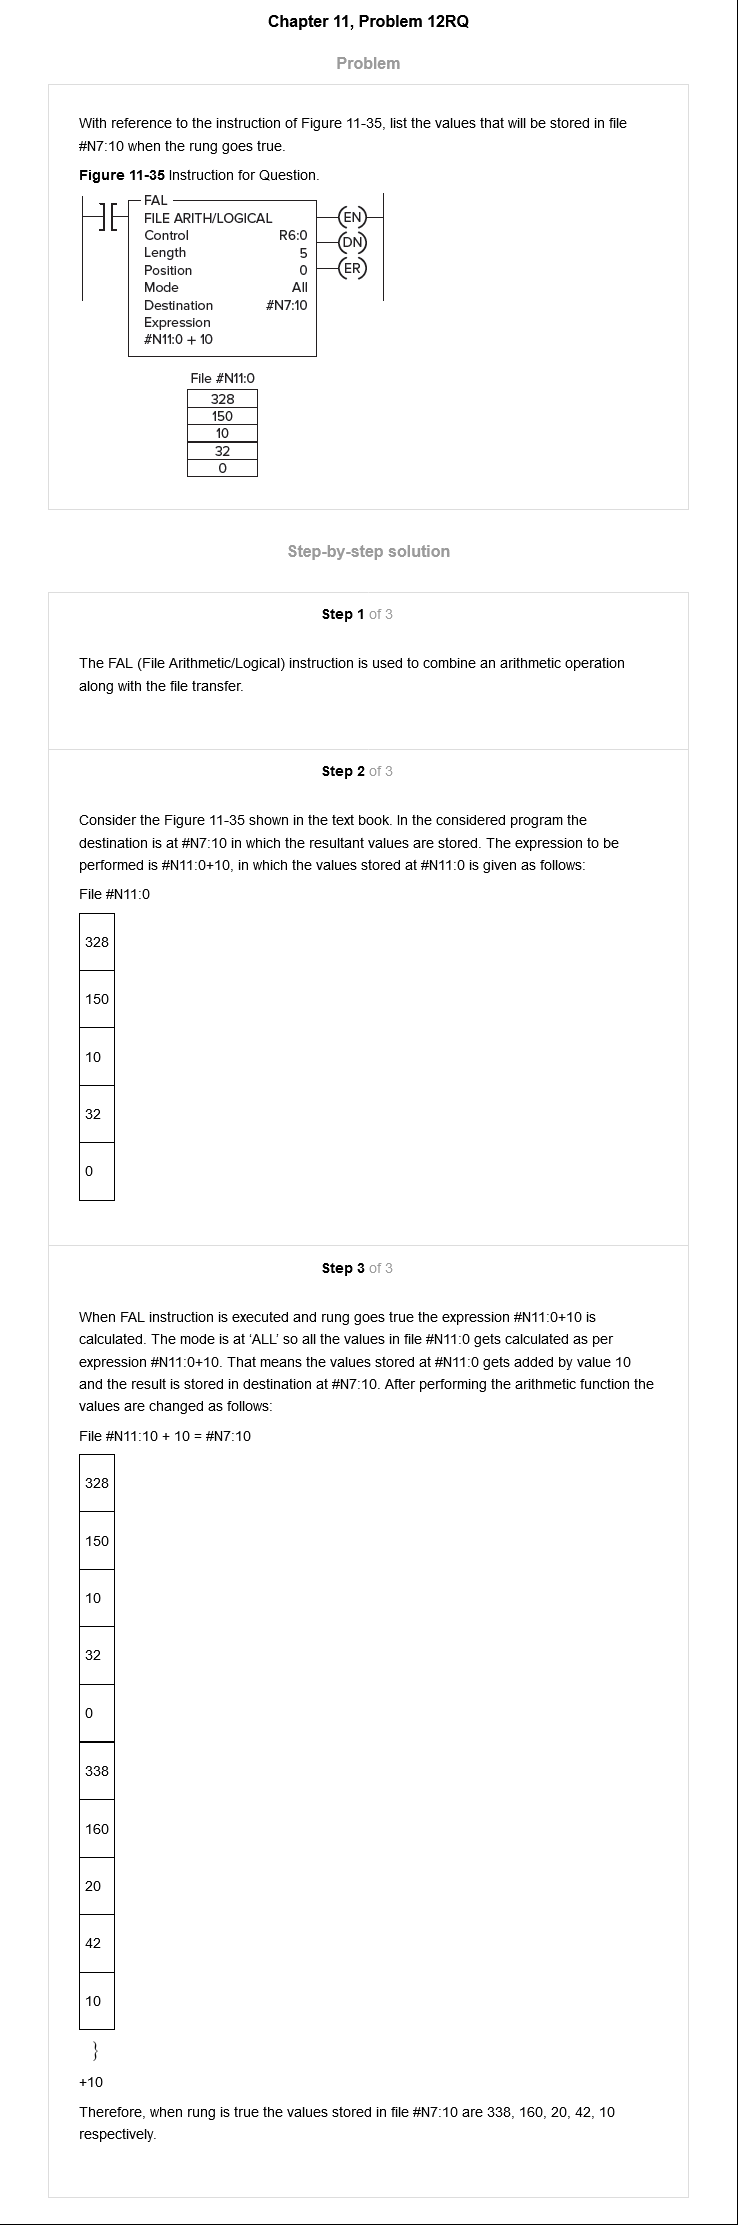 Chapter 11, Problem 12RQ
Problem
With reference to the instruction of Figure 11-35, list the values that will be stored in file
#N7:10 when the rung goes true.
Figure 11-35 Instruction for Question.
FAL
FILE ARITH/LOGICAL
Control R6:0
Length 5
Position 0
Mode All
Destination #N7:10
Expression
#N11:0 + 10
EN
DN
ER
File #N11:0
328
150
10
32
0
Step-by-step solution
Step 1 of 3
The FAL (File Arithmetic/Logical) instruction is used to combine an arithmetic operation
along with the file transfer.
Step 2 of 3
Consider the Figure 11-35 shown in the text book. In the considered program the
destination is at #N7:10 in which the resultant values are stored. The expression to be
performed is #N11:0+10, in which the values stored at #N11:0 is given as follows:
File #N11:0
328
150
10
32
0
Step 3 of 3
When FAL instruction is executed and rung goes true the expression #N11:0+10 is
calculated. The mode is at ‘ALL’ so all the values in file #N11:0 gets calculated as per
expression #N11:0+10. That means the values stored at #N11:0 gets added by value 10
and the result is stored in destination at #N7:10. After performing the arithmetic function the
values are changed as follows:
File #N11:10 + 10 = #N7:10
328
150
10
32
0
338
160
20
42
10
}
+10
Therefore, when rung is true the values stored in file #N7:10 are 338, 160, 20, 42, 10
respectively.